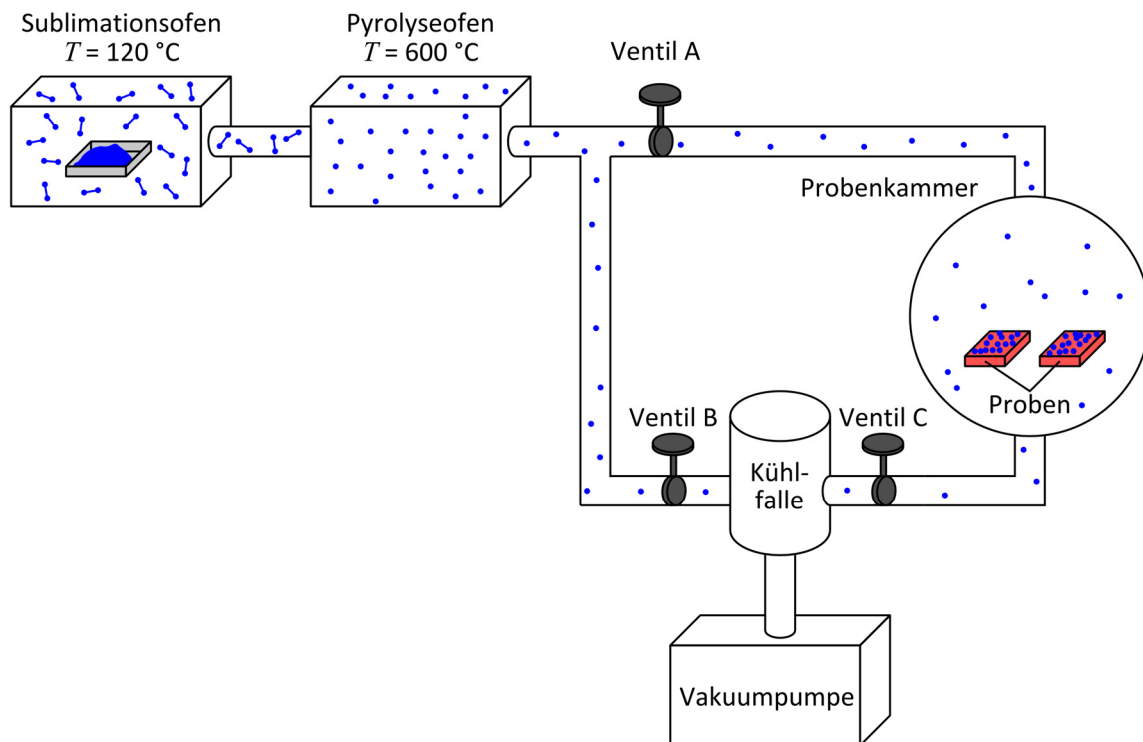 Sublimationsofen
T = 120 °C
Pyrolyseofen
T = 600 °C
Ventil A
Probenkammer
Proben
Ventil B
Ventil C
Kühl-
falle
Vakuumpumpe